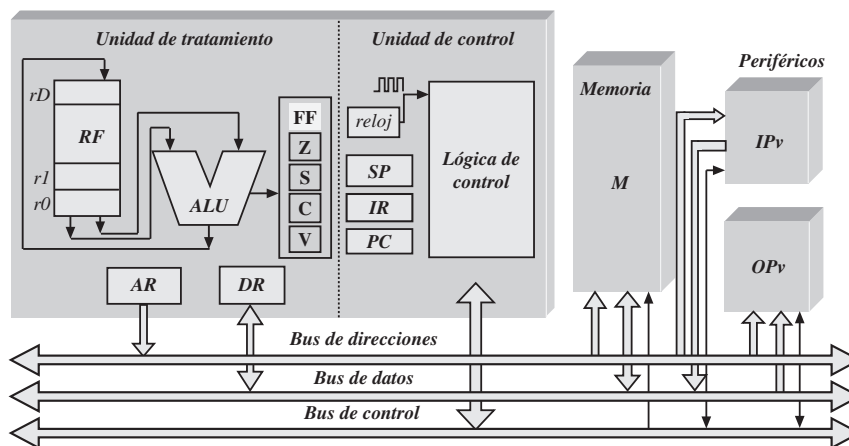 Unidad de tratamiento
Unidad de control
Periféricos
rD
RF
r1
r0
ALU
FF
Z
S
C
V
reloj
SP
IR
PC
Lógica de
control
Memoria
M
IPv
OPv
AR
DR
Bus de direcciones
Bus de datos
Bus de control